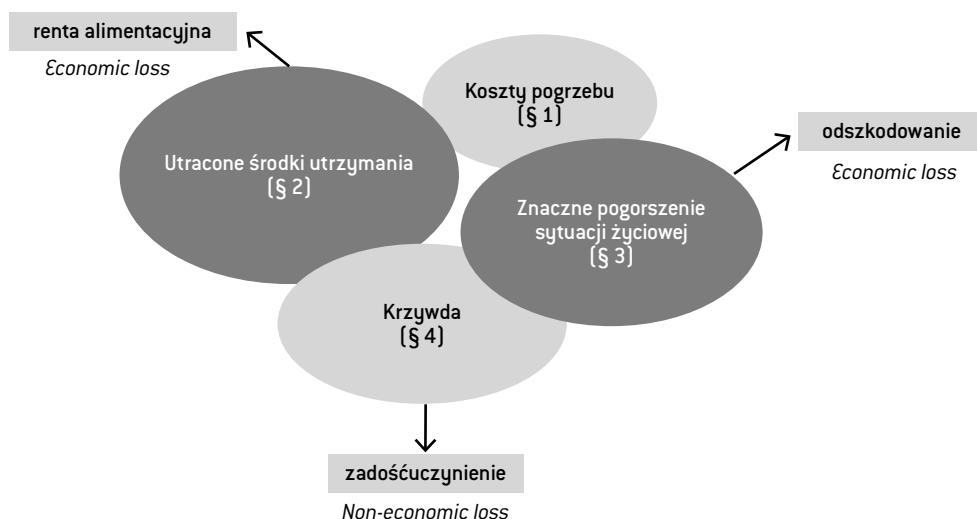 renta alimentacyjna
Economic loss
Koszty pogrzebu
(§ 1)
Utracone środki utrzymania
(§ 2)
odszkodowanie
Economic loss
Znaczne pogorszenie
sytuacji życiowej
(§ 3)
Krzywda
(§ 4)
zadośćuczynienie
Non-economic loss